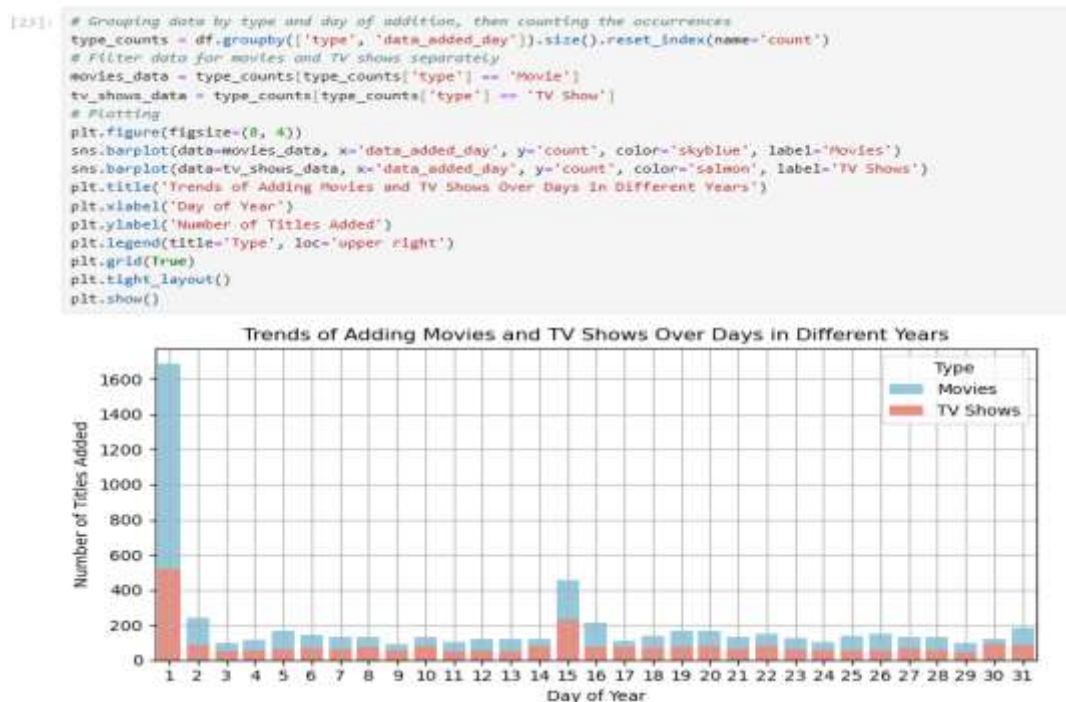 [23]: # Grouping data by type and day of addition, then counting the occurrences
type_counts = df.groupby(['type', 'data_added_day']).size().reset_index(name='count')
# Filter data for movies and TV shows separately
movies_data = type_counts[type_counts['type'] == 'Movie']
tv_shows_data = type_counts[type_counts['type'] == 'TV Show']
# Plotting
plt.figure(figsize=(8, 4))
sns.barplot(data=movies_data, x='data_added_day', y='count', color='skyblue', label='Movies')
sns.barplot(data=tv_shows_data, x='data_added_day', y='count', color='salmon', label='TV Shows')
plt.title('Trends of Adding Movies and TV Shows Over Days in Different Years')
plt.xlabel('Day of Year')
plt.ylabel('Number of Titles Added')
plt.legend(title='Type', loc='upper right')
plt.grid(True)
plt.tight_layout()
plt.show()
Trends of Adding Movies and TV Shows Over Days in Different Years
Type
Movies
TV Shows
Number of Titles Added
1600
1400
1200
1000
800
600
400
200
0
1 2 3 4 5 6 7 8 9 10 11 12 13 14 15 16 17 18 19 20 21 22 23 24 25 26 27 28 29 30 31
Day of Year